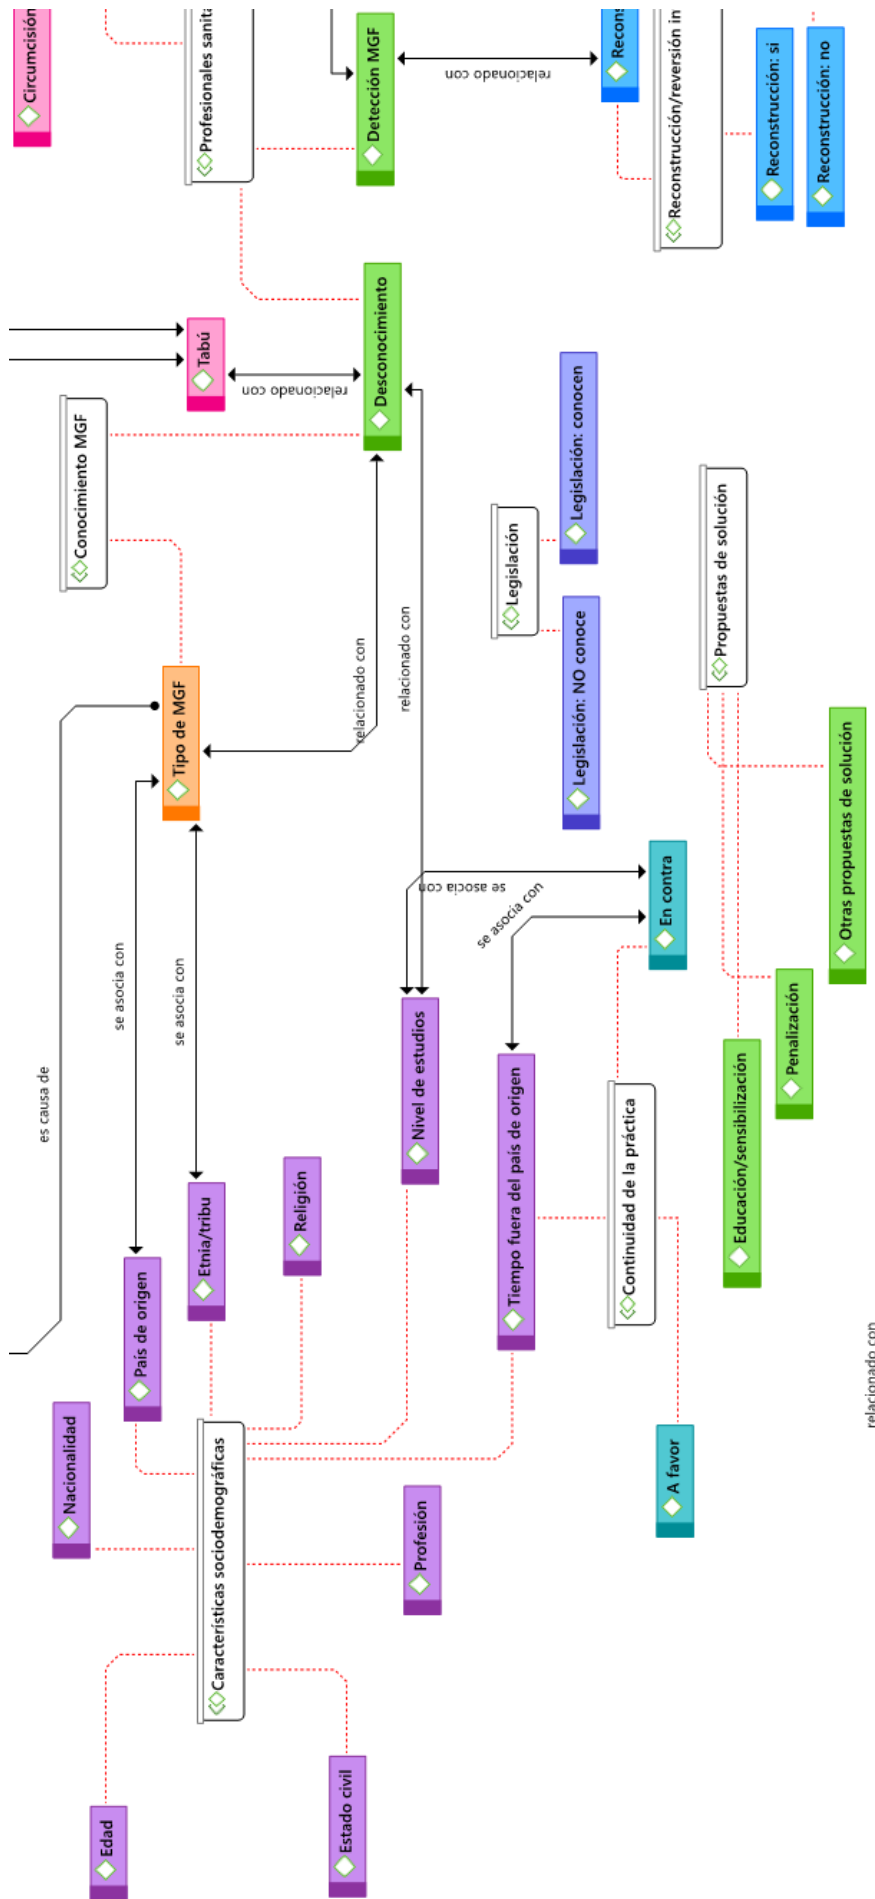 Edad
Estado civil
Nacionalidad
Características sociodemográficas
Profesión
País de origen
Etnia/tribu
Religión
Nivel de estudios
Tiempo fuera del país de origen
Continuidad de la práctica
A favor
En contra
es causa de
se asocia con
se asocia con
se asocia con
se asocia con
Tipo de MGF
relacionado con
relacionado con
Conocimiento MGF
Tabú
relacionado con
Desconocimiento
Legislación
Legislación: NO conoce
Legislación: conocen
Propuestas de solución
Educación/sensibilización
Penalización
Otras propuestas de solución
relacionado con
Circumcisión
Profesionales sanita
Detección MGF
relacionado con
Recons
Reconstrucción/reversión in
Reconstrucción: si
Reconstrucción: no